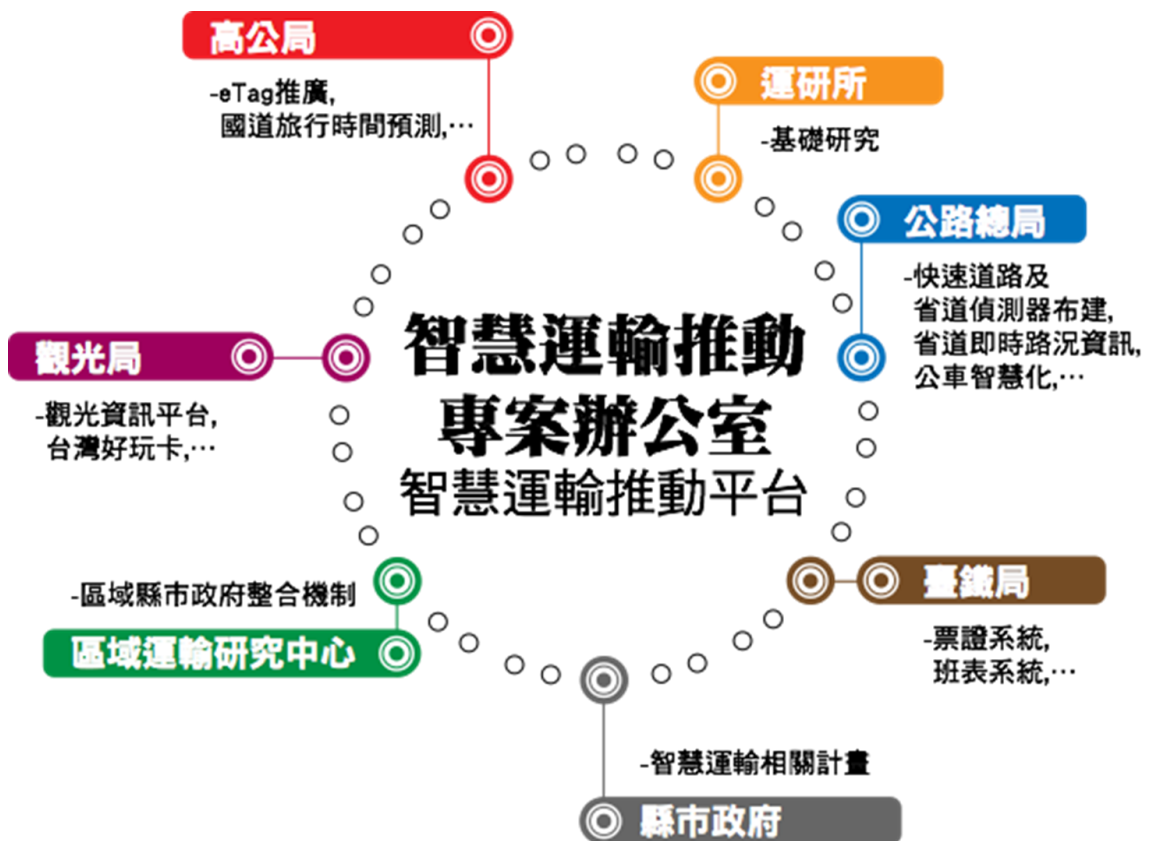 高公局
-eTag推廣,
國道旅行時間預測,…
運研所
-基礎研究
公路總局
-快速道路及
省道偵測器布建,
省道即時路況資訊,
公車智慧化,…
智慧運輸推動
專案辦公室
智慧運輸推動平台
觀光局
-觀光資訊平台,
台灣好玩卡,…
-區域縣市政府整合機制
區域運輸研究中心
臺鐵局
-票證系統,
班表系統,…
-智慧運輸相關計畫
縣市政府